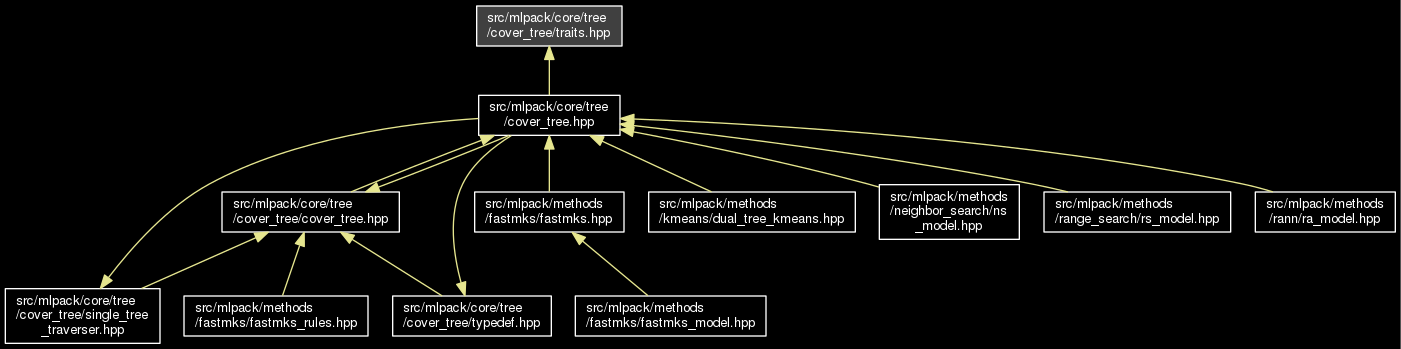 src/mlpack/core/tree
/cover_tree/traits.hpp
src/mlpack/core/tree
/cover_tree.hpp
src/mlpack/core/tree
/cover_tree/cover_tree.hpp
src/mlpack/methods
/fastmks/fastmks.hpp
src/mlpack/methods
/kmeans/dual_tree_kmeans.hpp
src/mlpack/methods
/neighbor_search/ns
_model.hpp
src/mlpack/methods
/range_search/rs_model.hpp
src/mlpack/methods
/rann/ra_model.hpp
src/mlpack/core/tree
/cover_tree/single_tree
_traverser.hpp
src/mlpack/methods
/fastmks/fastmks_rules.hpp
src/mlpack/core/tree
/cover_tree/typedef.hpp
src/mlpack/methods
/fastmks/fastmks_model.hpp